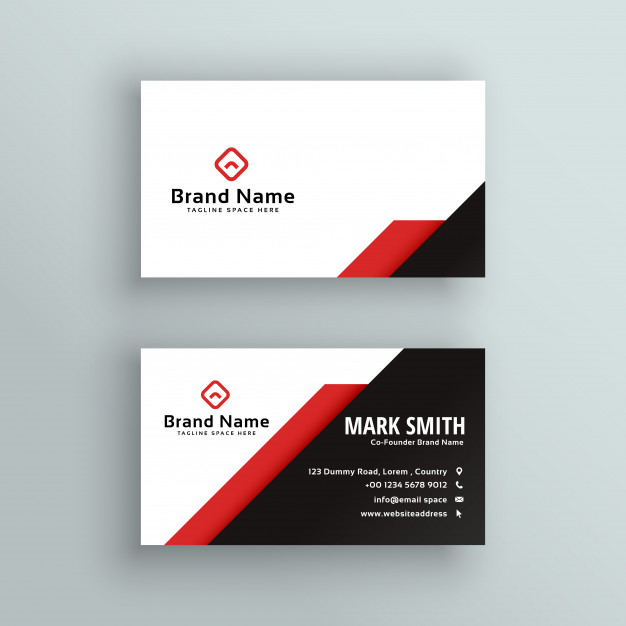 Brand Name
TAGLINE SPACE HERE
Brand Name
TAGLINE SPACE HERE
MARK SMITH
Co-Founder Brand Name
123 Dummy Road, Lorem , Country
+00 1234 5678 9012
info@email space
www.websiteaddress